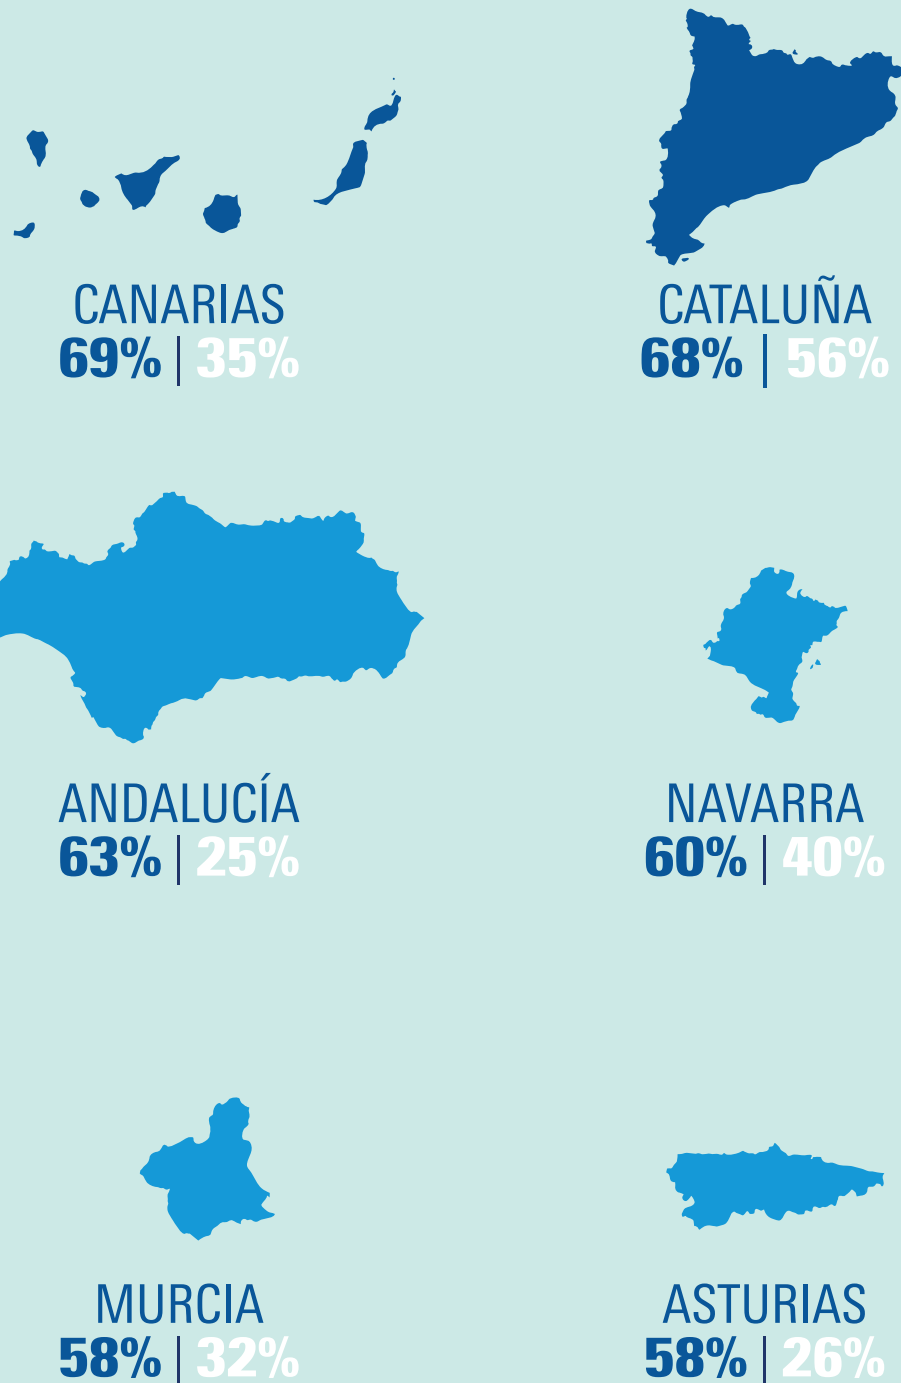 CANARIAS
69% | 35%
CATALUÑA
68% | 56%
ANDALUCÍA
63% | 25%
NAVARRA
60% | 40%
MURCIA
58% | 32%
ASTURIAS
58% | 26%